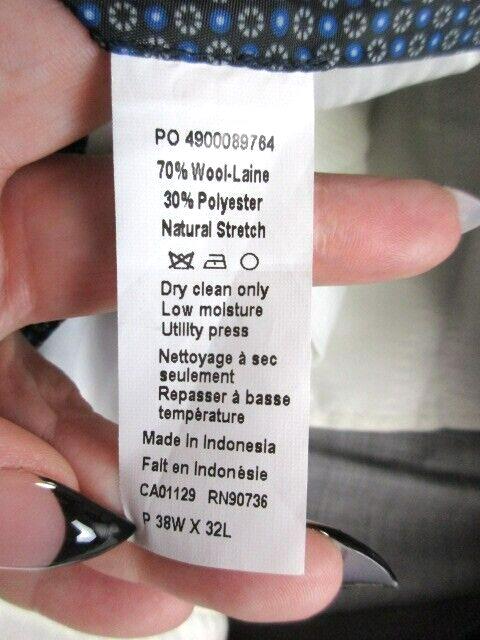 PO 4900089764
70% Wool-Laine
30% Polyester
Natural Stretch
Dry clean only
Low moisture
Utility press
Nettoyage à sec
seulement
Repasser à basse
température
Made in Indonesia
Fait en Indonésie
CA01129 RN90736
P 38W X 32L